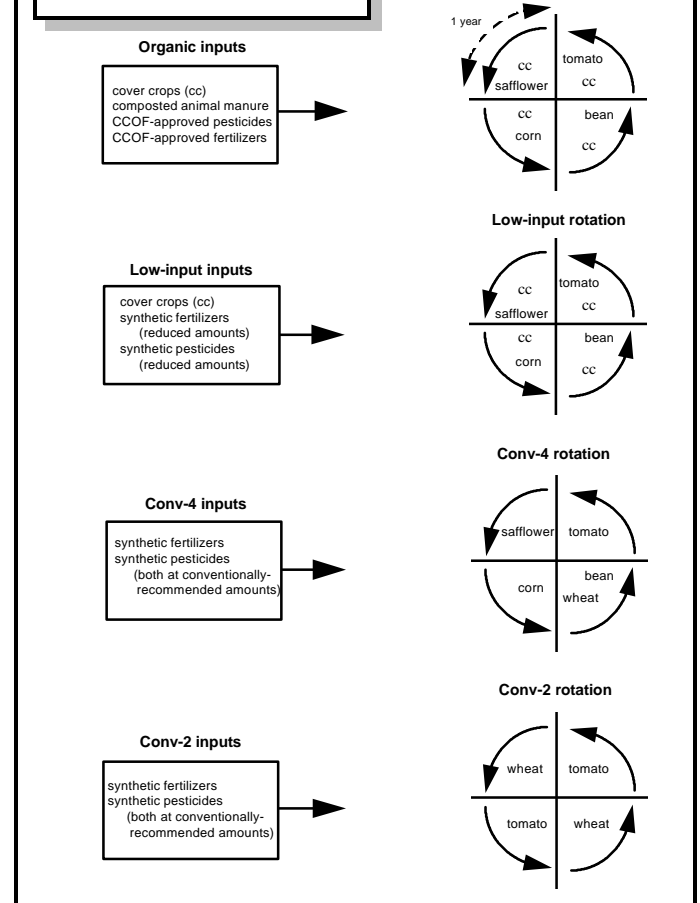 Organic inputs
cover crops (cc)
composted animal manure
CCOF-approved pesticides
CCOF-approved fertilizers
1 year
cc
safflower
tomato
cc
cc
corn
bean
cc
Low-input rotation
Low-input inputs
cover crops (cc)
synthetic fertilizers
(reduced amounts)
synthetic pesticides
(reduced amounts)
cc
safflower
tomato
cc
cc
corn
bean
cc
Conv-4 rotation
Conv-4 inputs
synthetic fertilizers
synthetic pesticides
(both at conventionally-
recommended amounts)
safflower
tomato
corn
bean
wheat
Conv-2 rotation
Conv-2 inputs
synthetic fertilizers
synthetic pesticides
(both at conventionally-
recommended amounts)
wheat
tomato
tomato
wheat